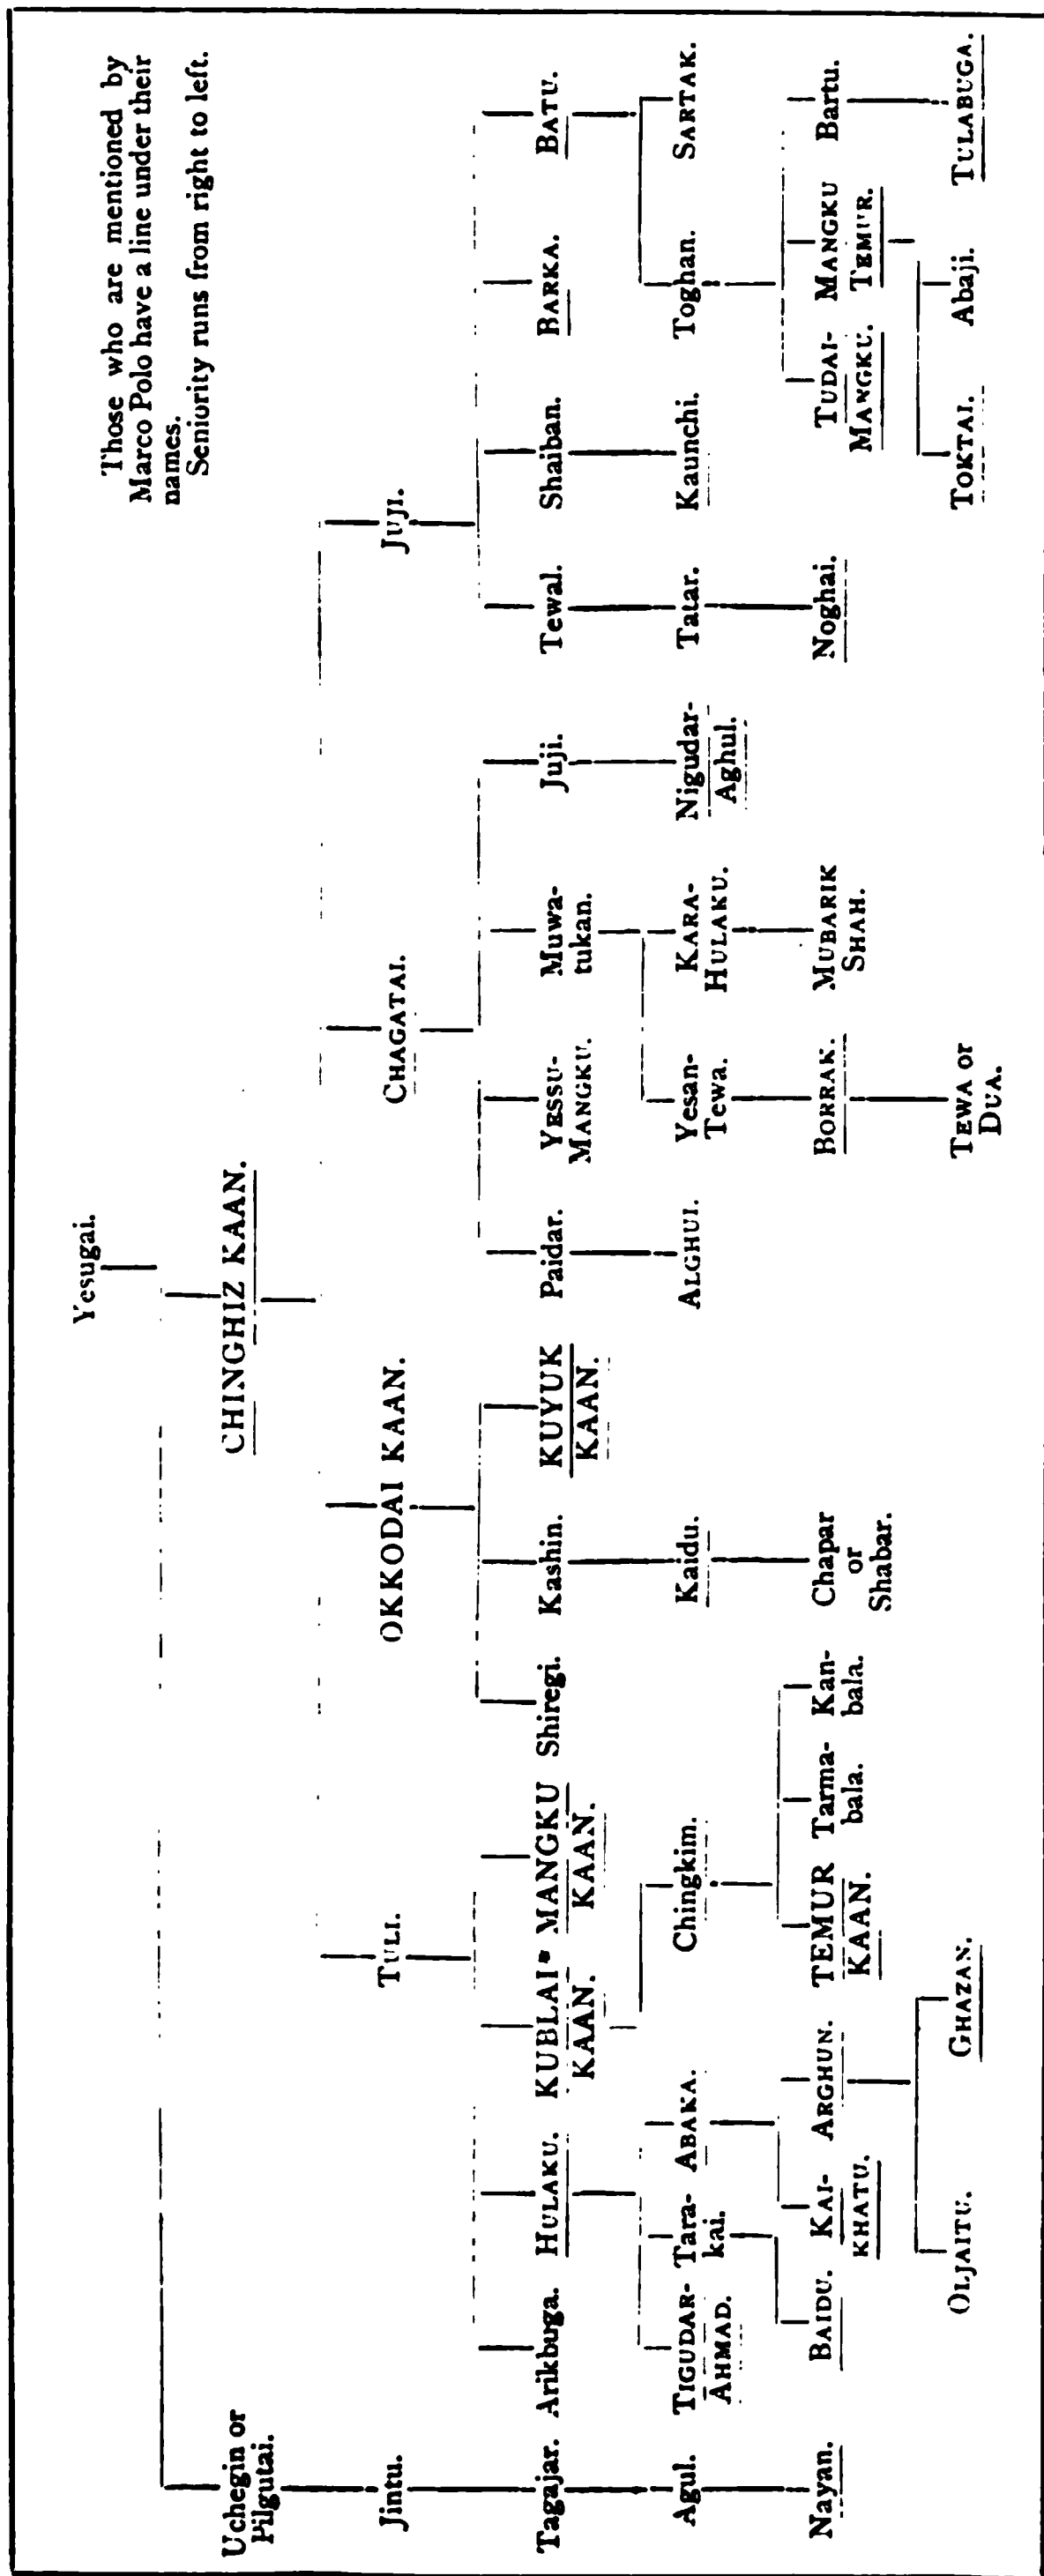 Those who are mentioned by
Marco Polo have a line under their
names.
Seniority runs from right to left.
Yesugai.
Uchegin or
Pilgutai.
CHINGHIZ KAAN.
Jintu.
TULI.
OKKODAI KAAN.
CHAGATAI.
JUJI.
Tagajar.
Arikbuga.
HULAKU.
KUBLAI-
KAAN.
MANGKU
KAAN.
Shiregi.
Kashin.
KUYUK
KAAN.
Paidar.
YESSU-
MANGKU.
Muwa-
tukan.
Juji.
Tewal.
Shaiban.
BARKA.
BATU.
Agul.
TIGUDAR-
AHMAD.
Tara-
kai.
ABAKA.
Chingkim.
Kaidu.
ALGHUI.
Yesan-
Tewa.
KARA-
HULAKU.
Nigudar-
Aghul.
Tatar.
Kaunchi.
Toghan.
SARTAK.
Nayan.
BAIDU.
KAI-
KHATU.
ARGHUN.
TEMUR
KAAN.
Tarma-
bala.
Kan-
bala.
Chapar
or
Shabar.
BORRAK.
MUBARIK
SHAH.
Noghai.
TUDAI-
MANGKU.
MANGKU
TEMUR.
Bartu.
OLJAITU.
GHAZAN.
TEWA or
DUA.
TOKTAI.
Abaji.
TULABUGA.